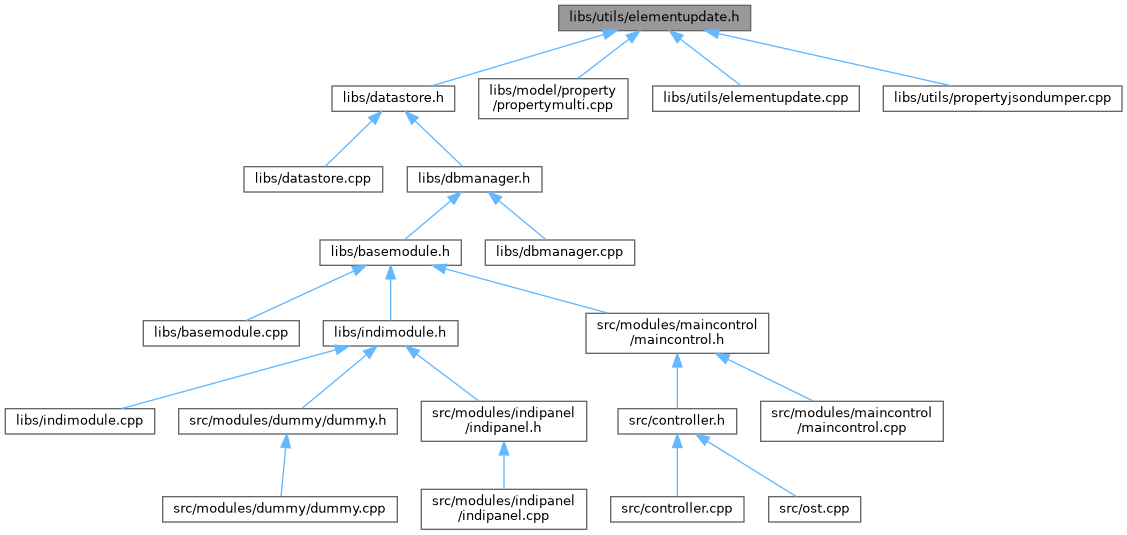 libs/utils/elementupdate.h
libs/datastore.h
libs/model/property
/propertymulti.cpp
libs/utils/elementupdate.cpp
libs/utils/propertyjsondumper.cpp
libs/datastore.cpp
libs/dbmanager.h
libs/basemodule.h
libs/dbmanager.cpp
libs/basemodule.cpp
libs/indimodule.h
src/modules/maincontrol
/maincontrol.h
libs/indimodule.cpp
src/modules/dummy/dummy.h
src/modules/indipanel
/indipanel.h
src/controller.h
src/modules/maincontrol
/maincontrol.cpp
src/modules/dummy/dummy.cpp
src/modules/indipanel
/indipanel.cpp
src/controller.cpp
src/ost.cpp